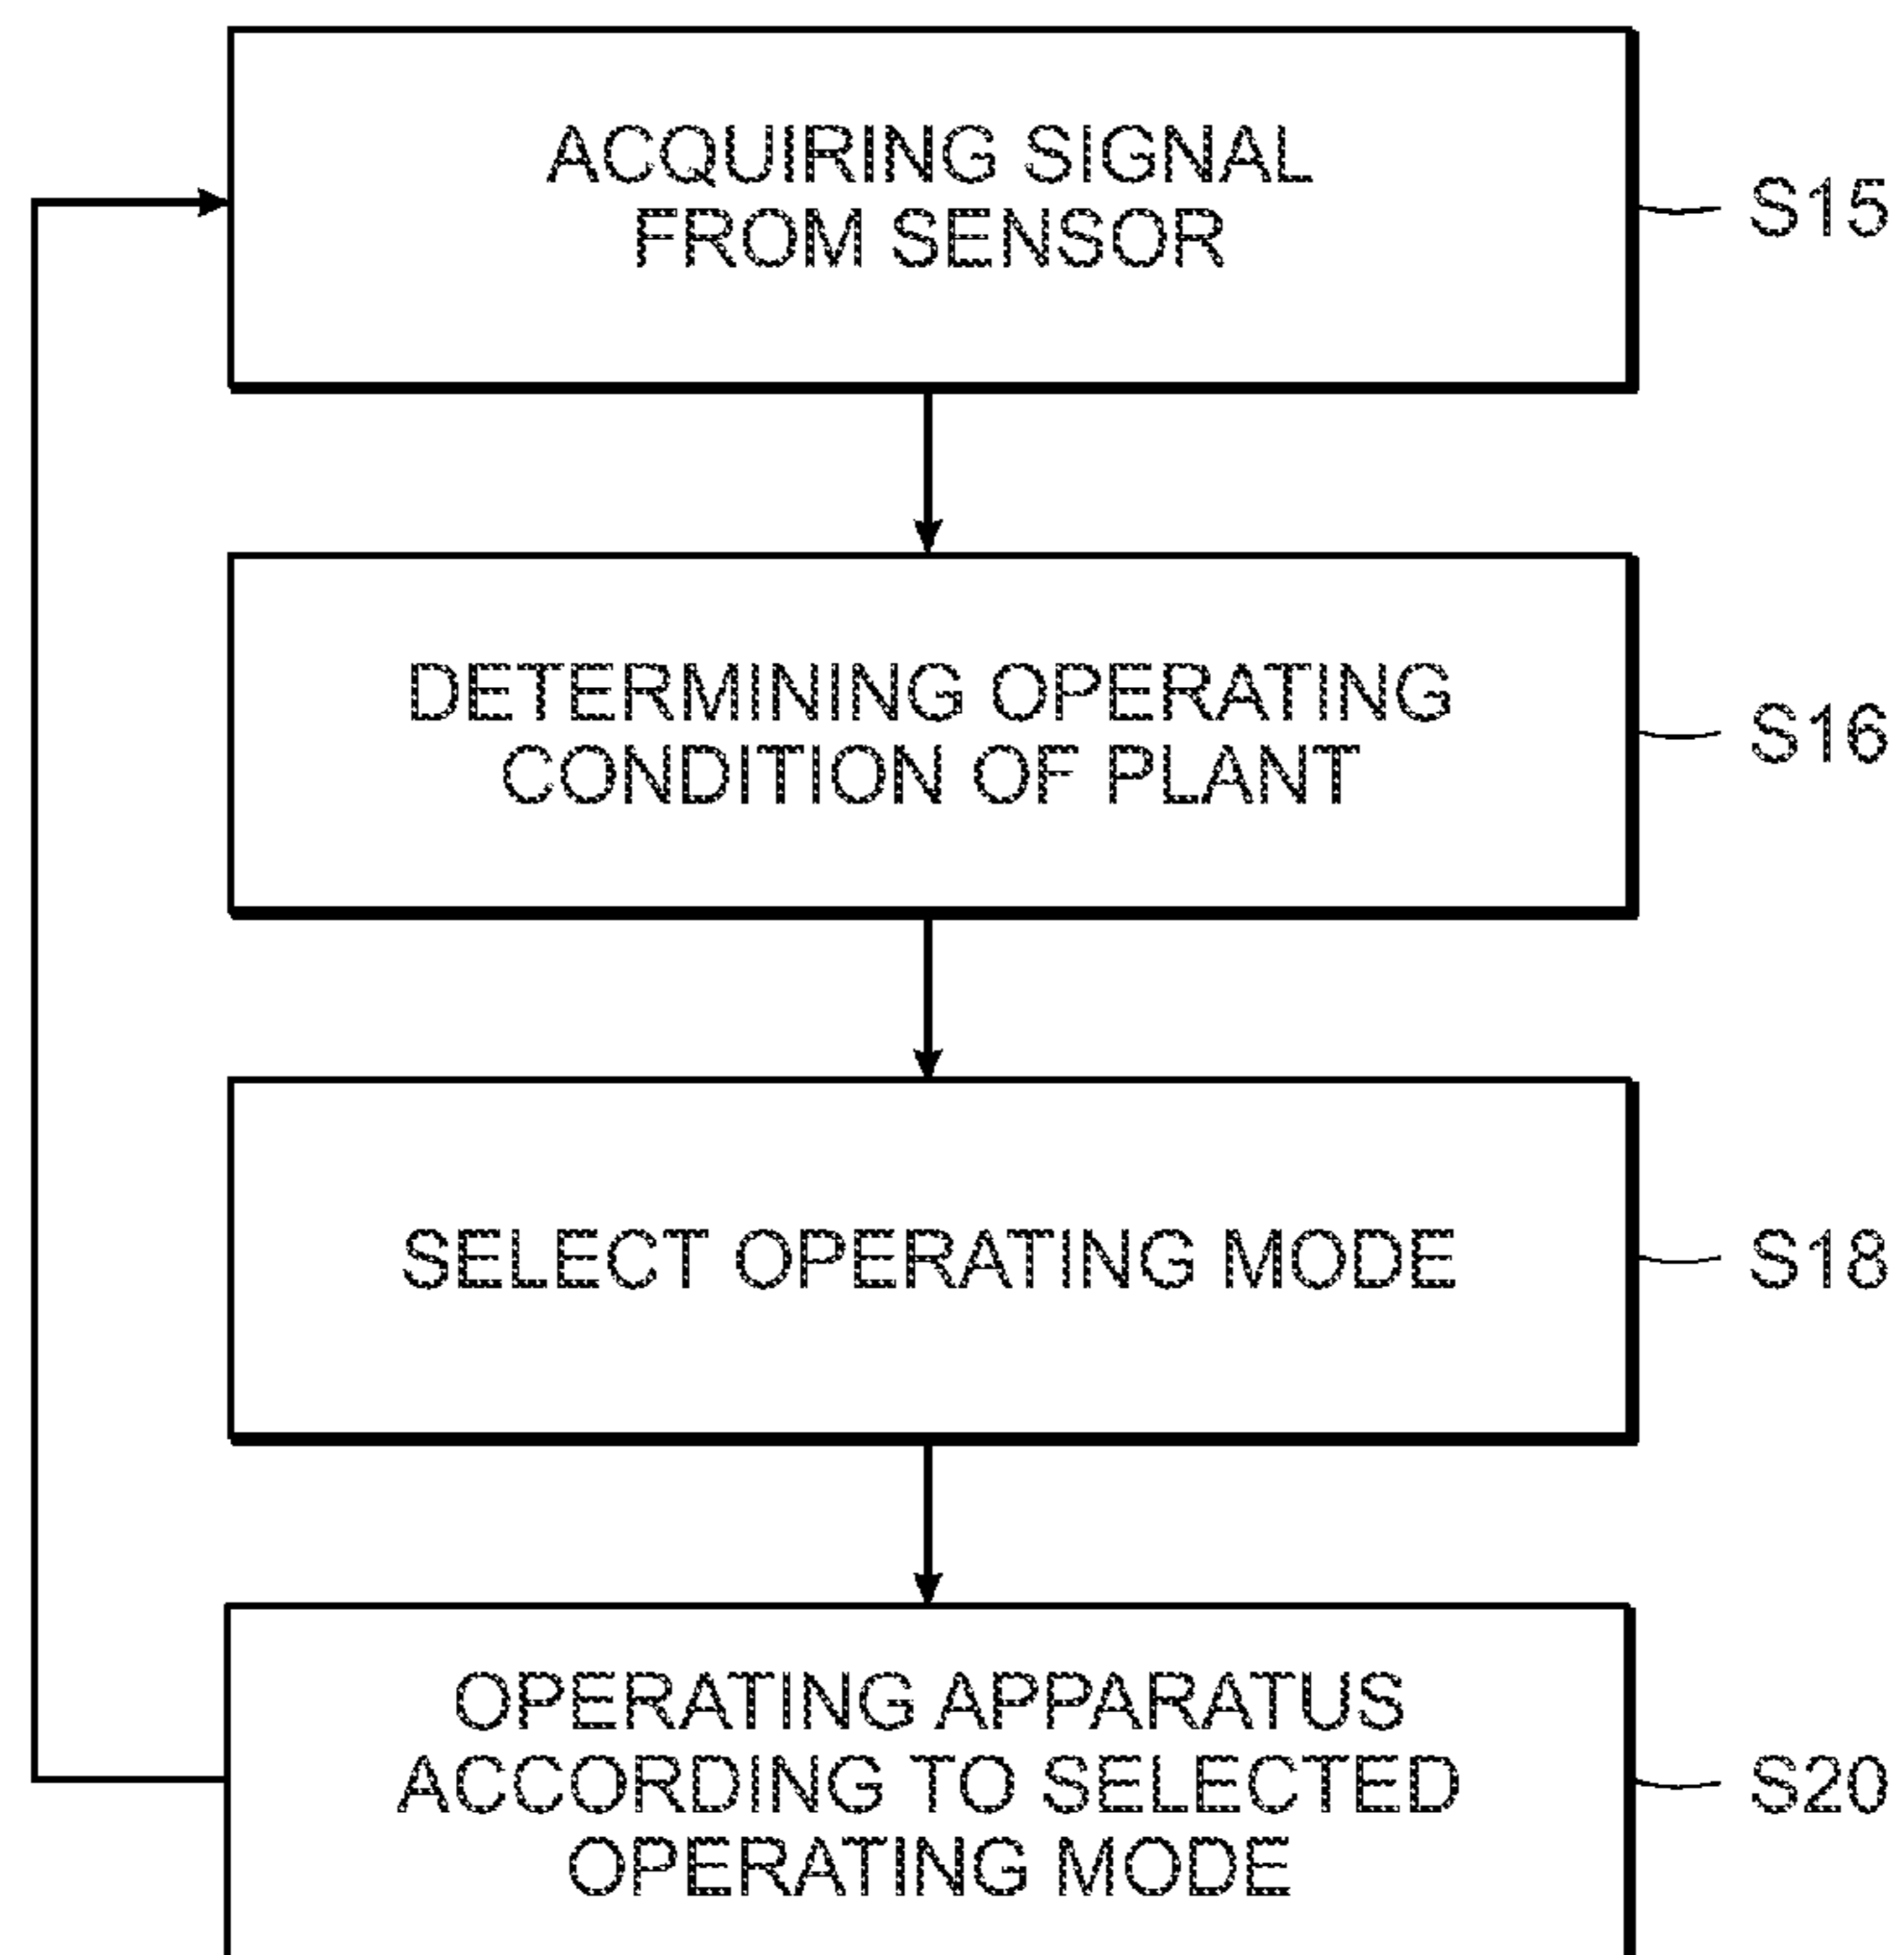 ACQUIRING SIGNAL
FROM SENSOR
S15
DETERMINING OPERATING
CONDITION OF PLANT
S16
SELECT OPERATING MODE
S18
OPERATING APPARATUS
ACCORDING TO SELECTED
OPERATING MODE
S20